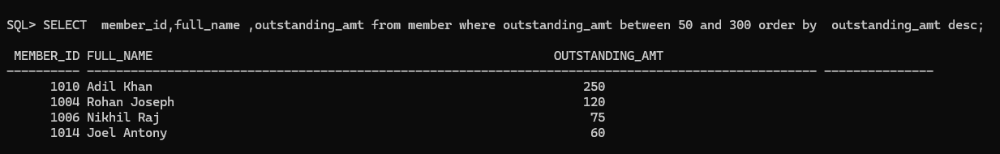 SQL> SELECT  member_id,full_name ,outstanding_amt from member where outstanding_amt between 50 and 300 order by  outstanding_amt desc;
 MEMBER_ID FULL_NAME                                                       OUTSTANDING_AMT
---------- ---------------------------------------------------------------------------------------------------- ---------------
      1010 Adil Khan                                                           250
      1004 Rohan Joseph                                                        120
      1006 Nikhil Raj                                                           75
      1014 Joel Antony                                                          60